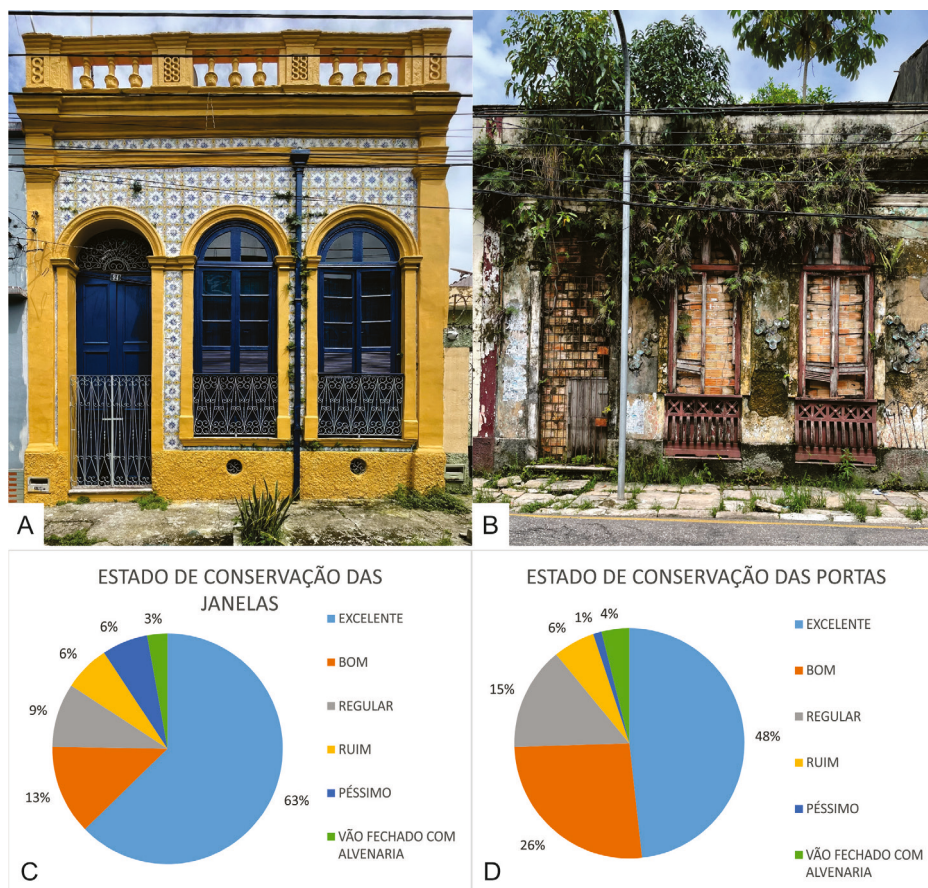 21
A
B
ESTADO DE CONSERVAÇÃO DAS
JANELAS
3%
6%
6%
9%
13%
63%
EXCELENTE
BOM
REGULAR
RUIM
PÉSSIMO
VÃO FECHADO COM
ALVENARIA
C
ESTADO DE CONSERVAÇÃO DAS PORTAS
4%
1%
6%
15%
26%
48%
EXCELENTE
BOM
REGULAR
RUIM
PÉSSIMO
VÃO FECHADO COM
ALVENARIA
D